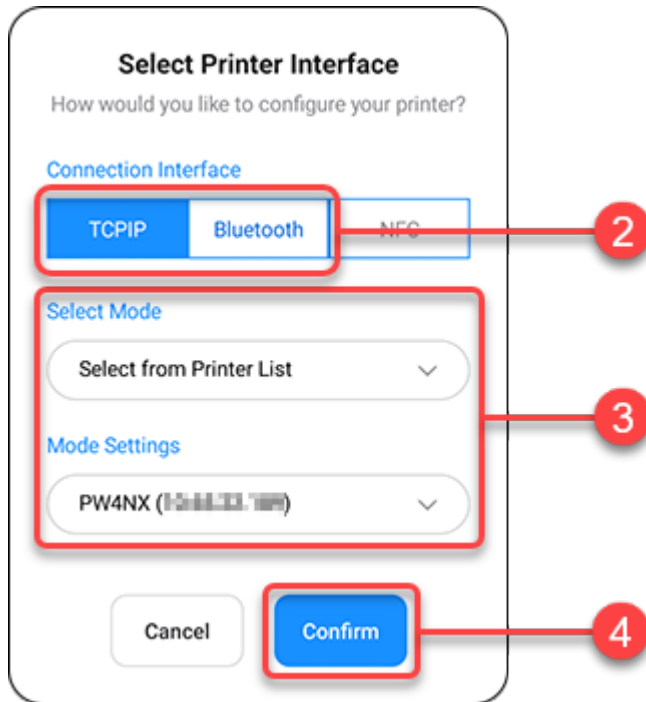 Select Printer Interface
How would you like to configure your printer?
Connection Interface
TCPIP Bluetooth NFC
2
Select Mode
Select from Printer List
3
Mode Settings
PW4NX ( )
Cancel Confirm
4